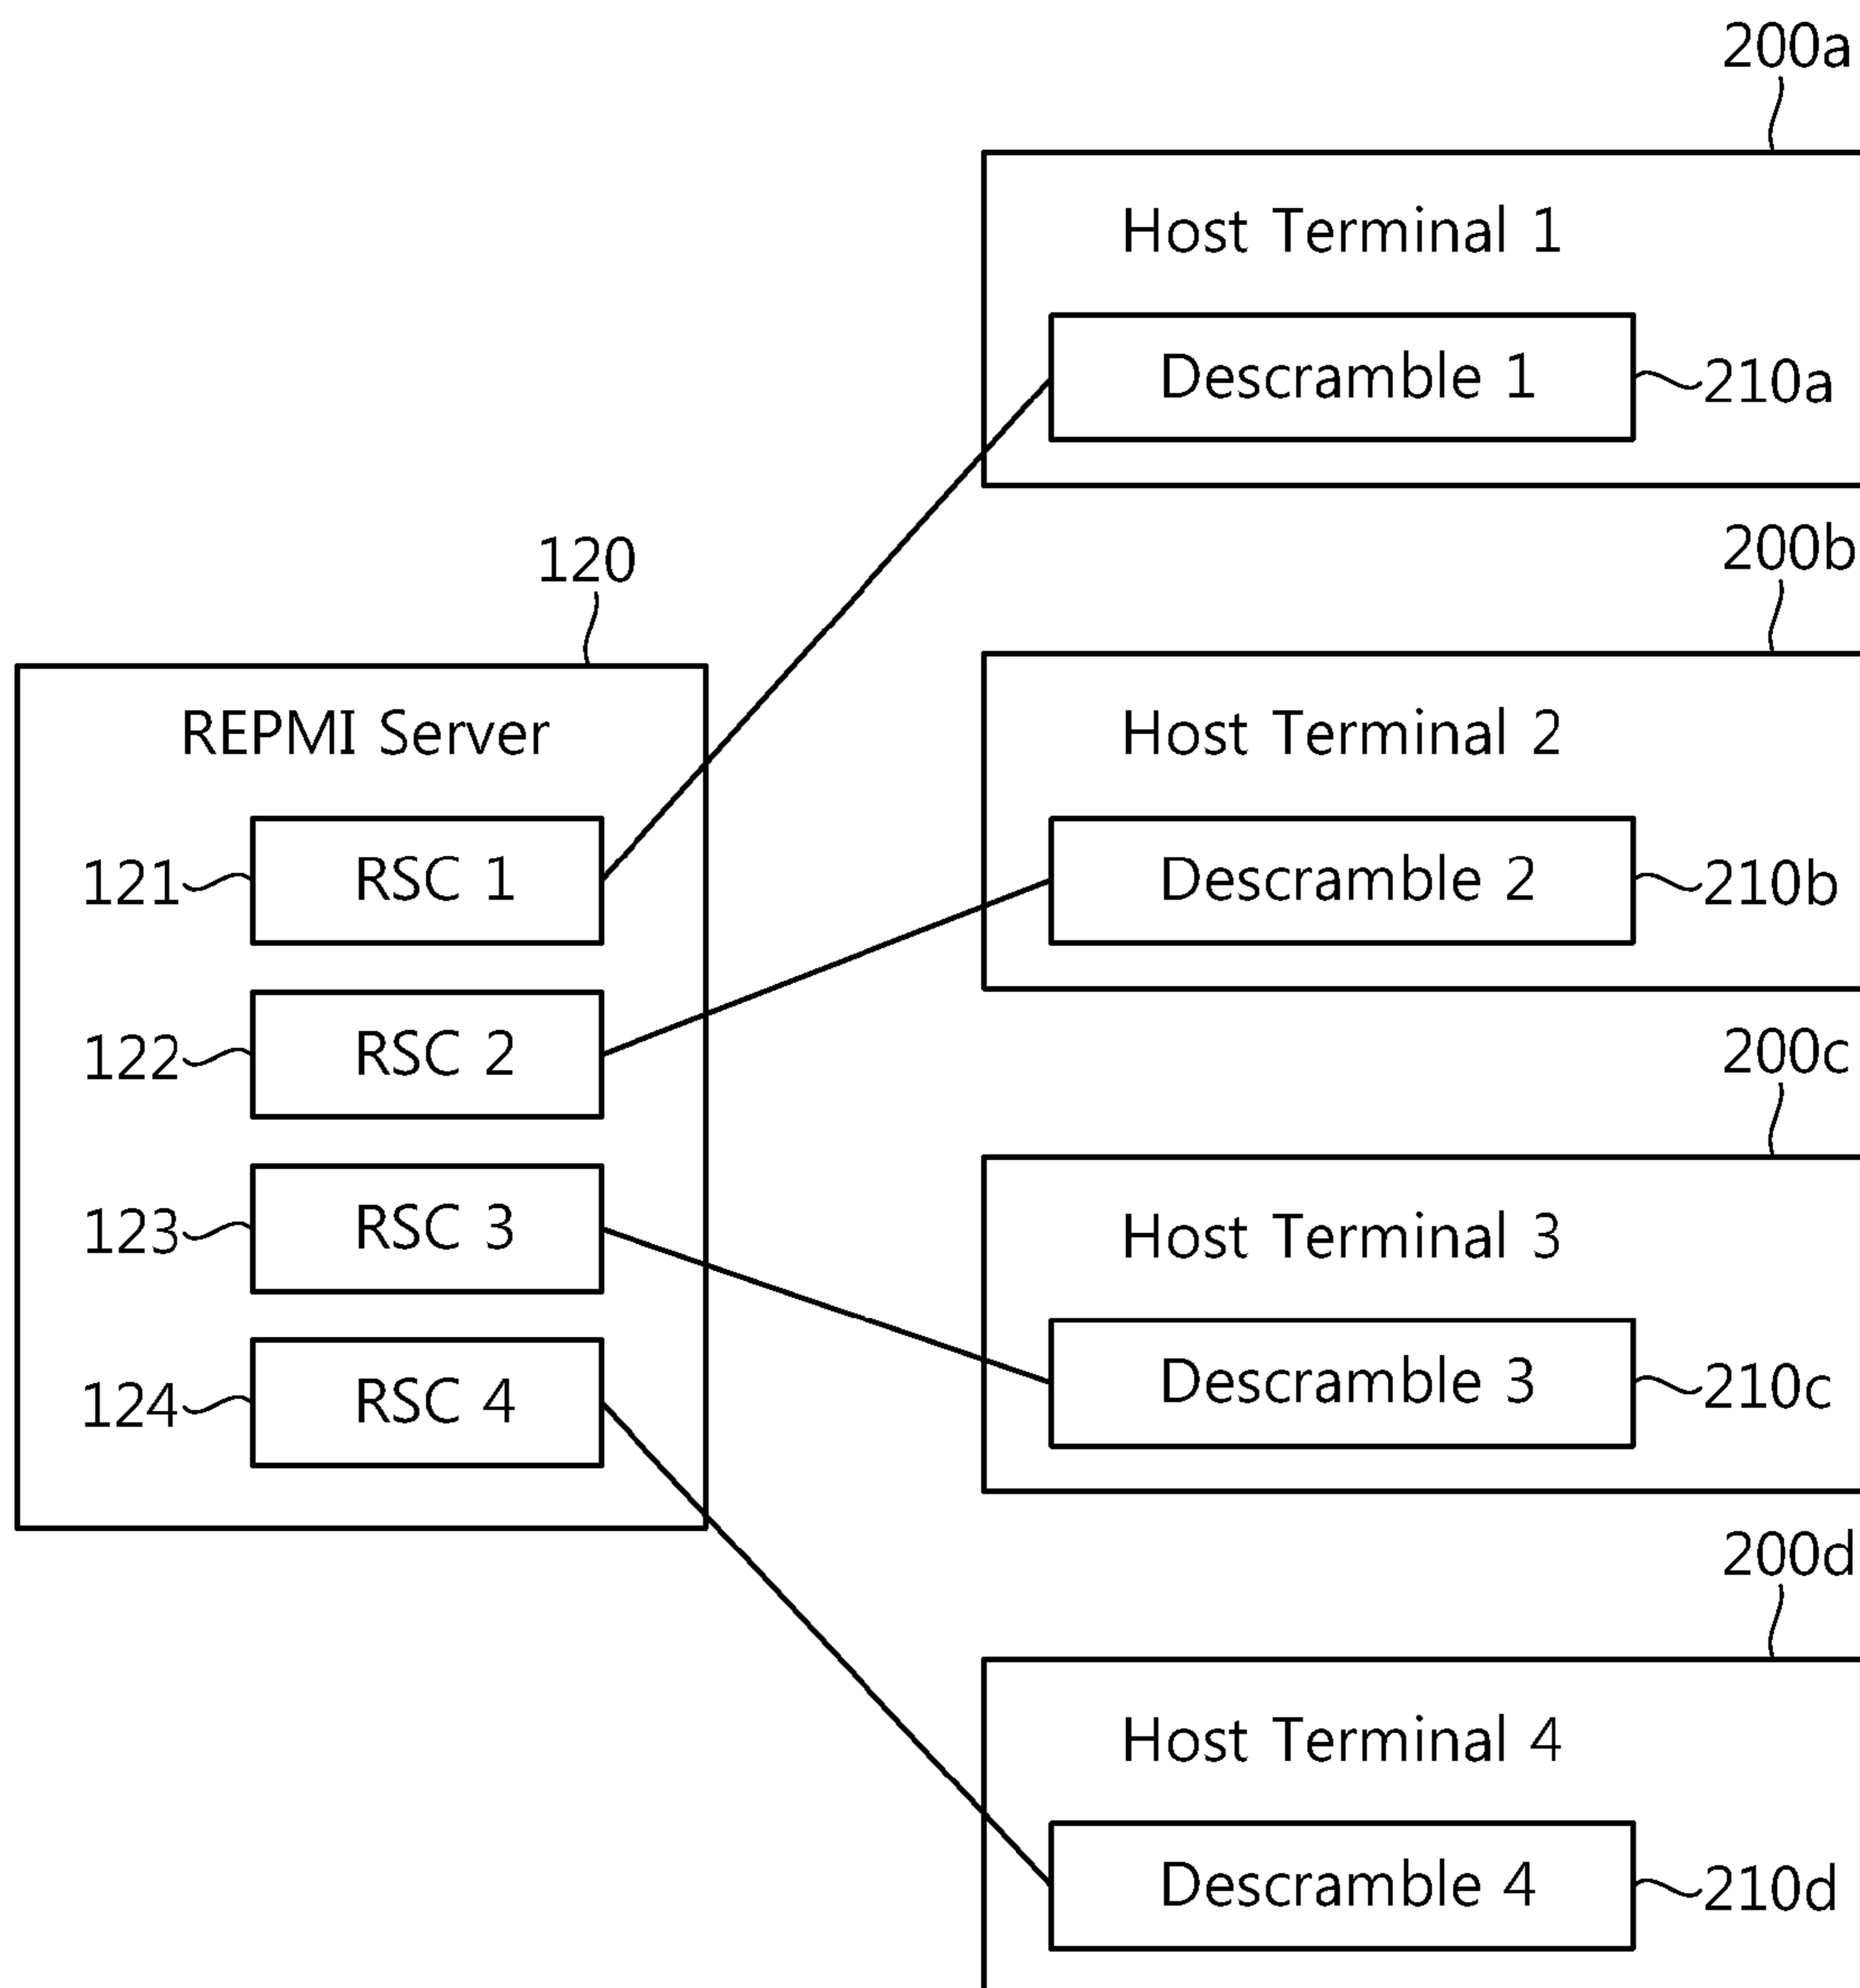 200a
Host Terminal 1
Descramble 1
210a
120
200b
REPMI Server
Host Terminal 2
121
RSC 1
Descramble 2
210b
122
RSC 2
200c
123
RSC 3
Host Terminal 3
124
RSC 4
Descramble 3
210c
200d
Host Terminal 4
Descramble 4
210d